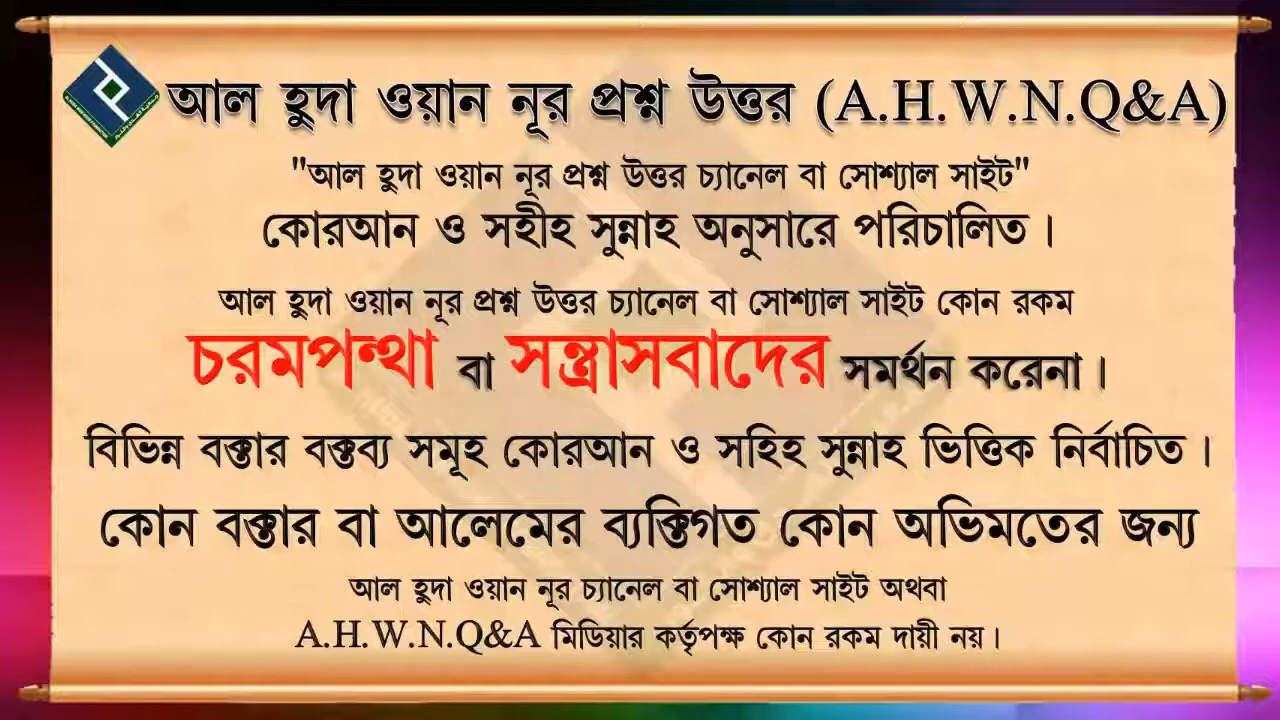 আল হুদা ওয়ান নূর প্রশ্ন উত্তর (A.H.W.N.Q&A)
"আল হুদা ওয়ান নূর প্রশ্ন উত্তর চ্যানেল বা সোশ্যাল সাইট"
কোরআন ও সহীহ সুন্নাহ অনুসারে পরিচালিত ।
আল হুদা ওয়ান নূর প্রশ্ন উত্তর চ্যানেল বা সোশ্যাল সাইট কোন রকম
চরমপন্থা বা সন্ত্রাসবাদের সমর্থন করেনা ।
বিভিন্ন বক্তার বক্তব্য সমূহ কোরআন ও সহিহ সুন্নাহ ভিত্তিক নির্বাচিত ।
কোন বক্তার বা আলেমের ব্যক্তিগত কোন অভিমতের জন্য
আল হুদা ওয়ান নূর চ্যানেল বা সোশ্যাল সাইট অথবা
A.H.W.N.Q&A মিডিয়ার কর্তৃপক্ষ কোন রকম দায়ী নয় ।